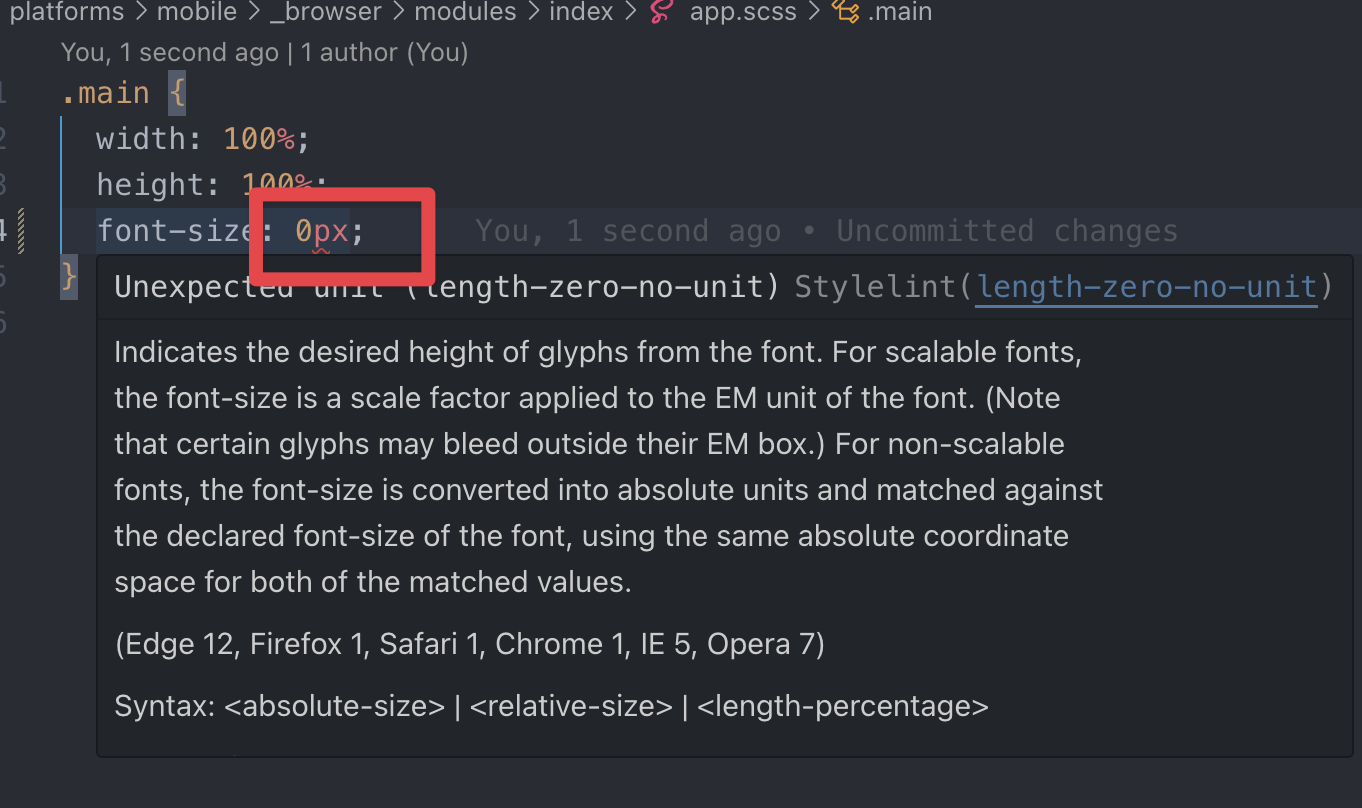 platforms > mobile > _browser > modules > index > app.scss > .main
You, 1 second ago | 1 author (You)
1 .main {
2 width: 100%;
3 height: 100%;
4 font-size: 0px; You, 1 second ago • Uncommitted changes
5 }
Unexpected unit (length-zero-no-unit) Stylelint(length-zero-no-unit)
6
Indicates the desired height of glyphs from the font. For scalable fonts,
the font-size is a scale factor applied to the EM unit of the font. (Note
that certain glyphs may bleed outside their EM box.) For non-scalable
fonts, the font-size is converted into absolute units and matched against
the declared font-size of the font, using the same absolute coordinate
space for both of the matched values.
(Edge 12, Firefox 1, Safari 1, Chrome 1, IE 5, Opera 7)
Syntax: <absolute-size> | <relative-size> | <length-percentage>